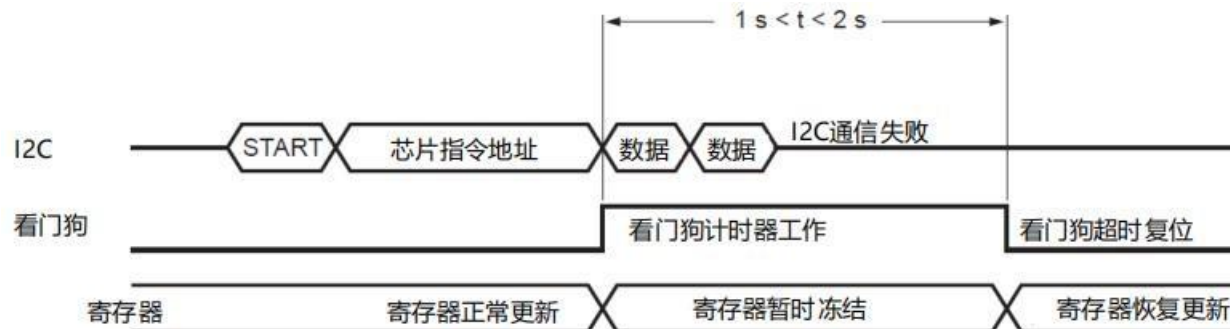 1 s < t < 2 s
I2C START 芯片指令地址 数据 数据 I2C通信失败
看门狗 看门狗计时器工作 看门狗超时复位
寄存器 寄存器正常更新 寄存器暂时冻结 寄存器恢复更新